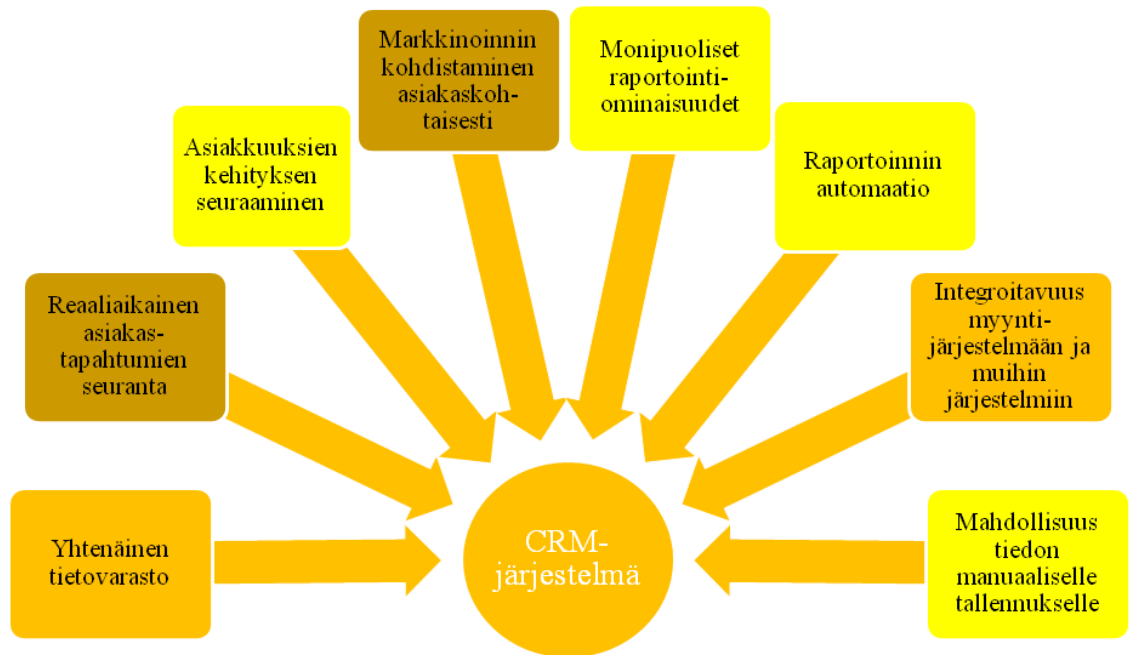 Markkinoinnin
kohdistaminen
asiakaskoh-
taisesti
Monipuoliset
raportointi-
ominaisuudet
Asiakkuuksien
kehityksen
seuraaminen
Raportoinnin
automaatio
Reaaliaikainen
asiakas-
tapahtumien
seuranta
Integroitavuus
myynti-
järjestelmään ja
muihin
järjestelmiin
Yhtenäinen
tietovarasto
CRM-
järjestelmä
Mahdollisuus
tiedon
manuaaliselle
tallennukselle